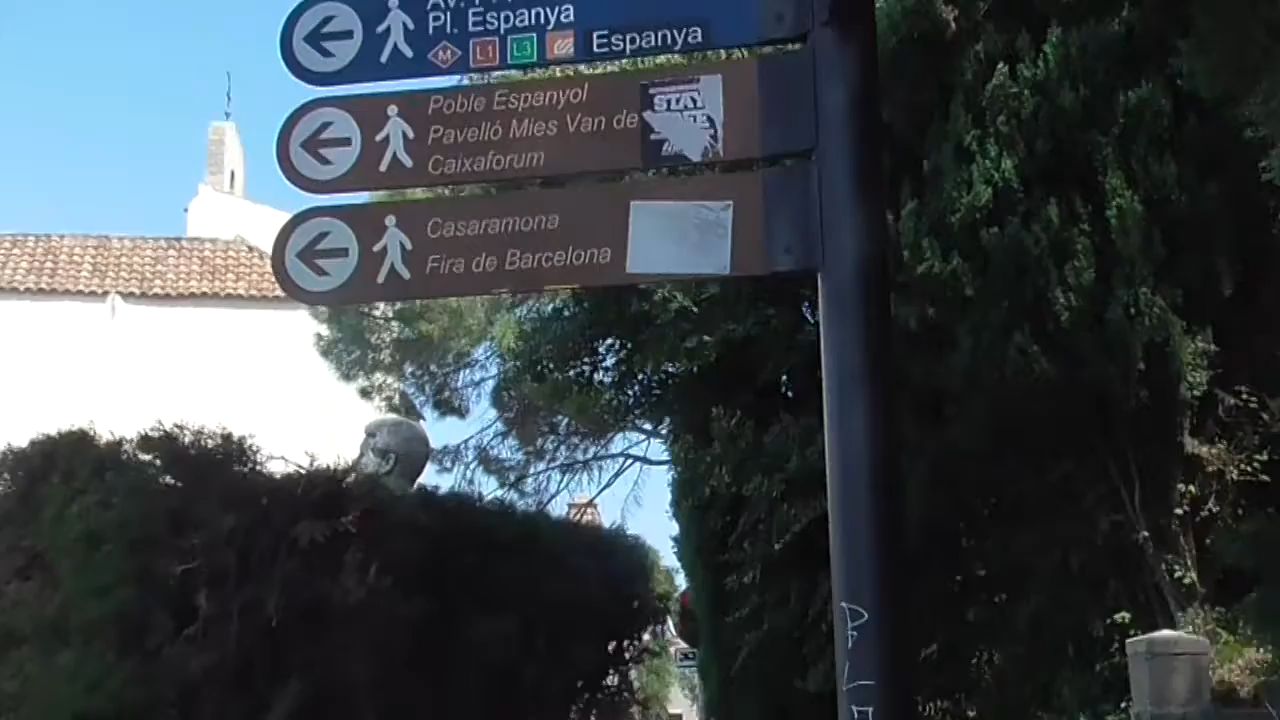 Pl. Espanya
M L1 L3 Espanya
Poble Espanyol
Pavelló Mies Van de
Caixaforum
STAY
Casaramona
Fira de Barcelona